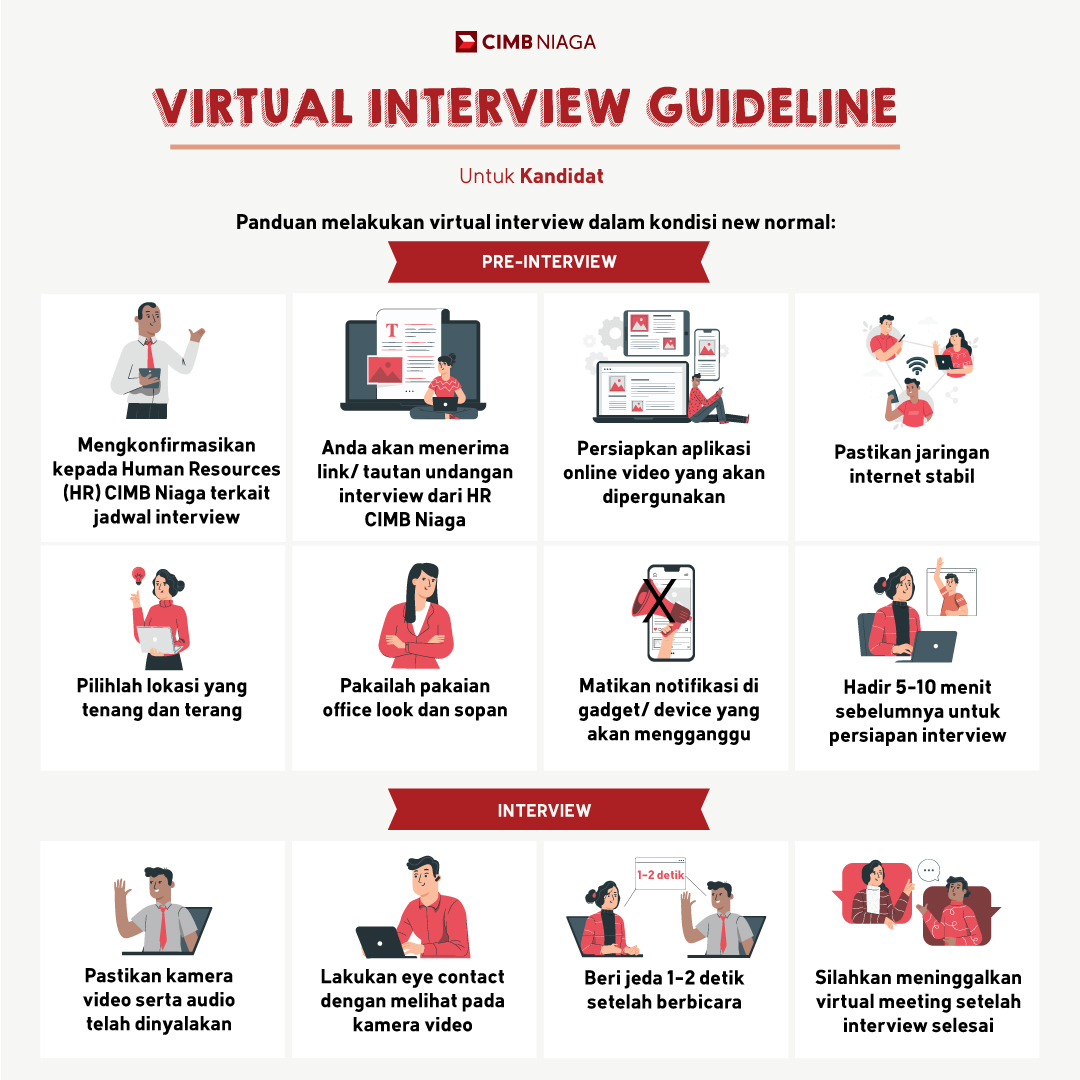 CIMB NIAGA
VIRTUAL INTERVIEW GUIDELINE
Untuk Kandidat
Panduan melakukan virtual interview dalam kondisi new normal:
PRE-INTERVIEW
Mengkonfirmasikan
kepada Human Resources
(HR) CIMB Niaga terkait
jadwal interview
Anda akan menerima
link/ tautan undangan
interview dari HR
CIMB Niaga
Persiapkan aplikasi
online video yang akan
dipergunakan
Pastikan jaringan
internet stabil
Pilihlah lokasi yang
tenang dan terang
Pakailah pakaian
office look dan sopan
X
Matikan notifikasi di
gadget/ device yang
akan mengganggu
Hadir 5-10 menit
sebelumnya untuk
persiapan interview
INTERVIEW
Pastikan kamera
video serta audio
telah dinyalakan
Lakukan eye contact
dengan melihat pada
kamera video
1-2 detik
Beri jeda 1-2 detik
setelah berbicara
Silahkan meninggalkan
virtual meeting setelah
interview selesai